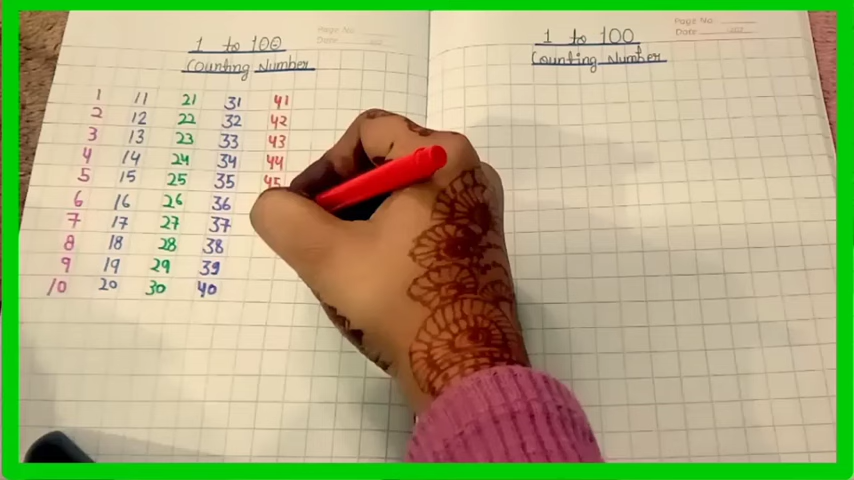 1 to 100
Page No.
Date
Counting Number
1 11 21 31 41
2 12 22 32 42
3 13 23 33 43
4 14 24 34 44
5 15 25 35 45
6 16 26 36
7 17 27 37
8 18 28 38
9 19 29 39
10 20 30 40
1 to 100
Page No.
Date
Counting Number